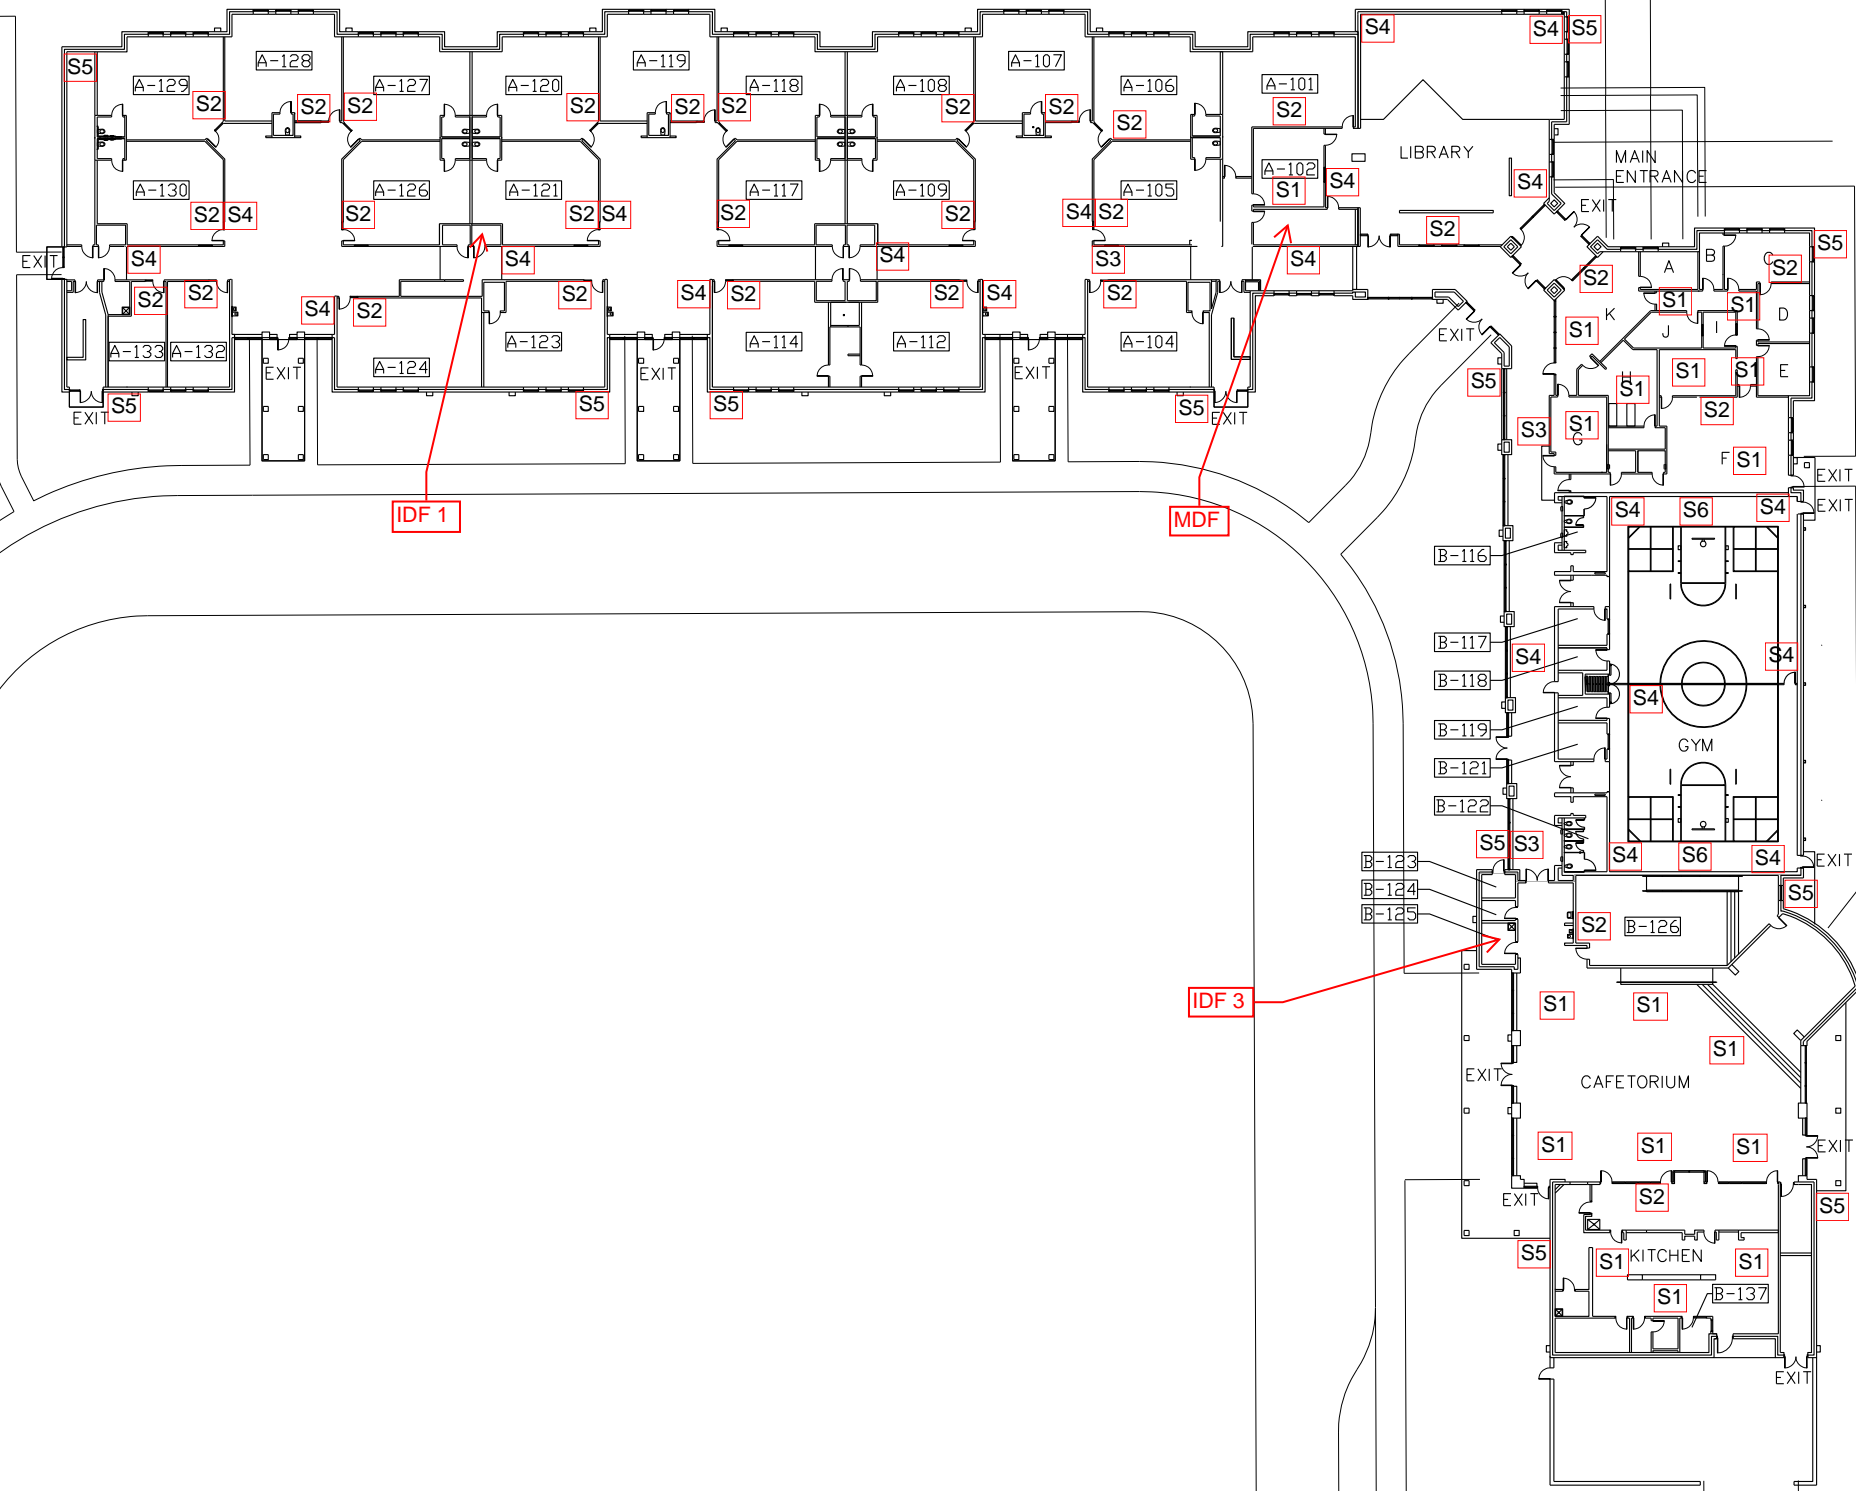 S4
S4
S5
A-128
A-119
A-107
S5
A-129
A-127
A-120
A-118
A-108
A-106
A-101
S2
S2
S2
S2
S2
S2
S2
S2
S2
S2
LIBRARY
MAIN
ENTRANCE
A-130
A-126
A-121
A-117
A-109
A-105
A-102
S1
S4
S4
S2
S4
S2
S2
S4
S2
S2
S4
S2
EXIT
S2
EXIT
S4
S4
S4
S3
S4
S5
B
C
A
S2
S2
S2
S2
S4
S2
S2
S4
S2
S2
S4
S2
S1
S1
K
D
J
I
S1
EXIT
A-133
A-132
A-124
A-123
A-114
A-112
A-104
EXIT
EXIT
EXIT
S5
H
S1
S1
S1
E
S5
EXIT
S5
S5
S5
EXIT
S2
S3
S1
G
F
S1
EXIT
EXIT
IDF 1
MDF
S4
S6
S4
B-116
B-117
S4
S4
B-118
S4
B-119
GYM
B-121
B-122
S5
S3
S4
S6
S4
EXIT
B-123
B-124
B-125
S5
S2
B-126
IDF 3
S1
S1
S1
EXIT
CAFETORIUM
S1
S1
S1
EXIT
EXIT
S2
S5
S5
S1
KITCHEN
S1
S1
B-137
EXIT